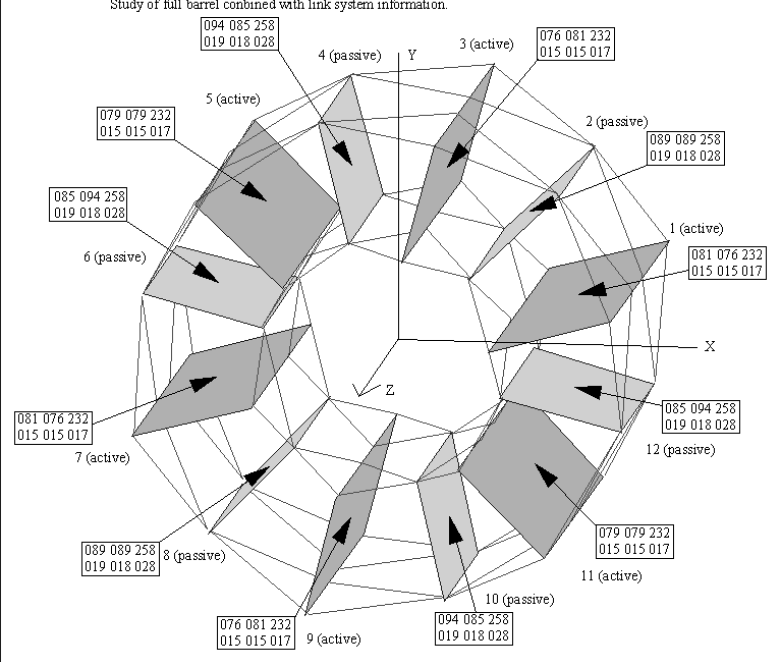 Study of full barrel conbined with link system information.
094 085 258
019 018 028
4 (passive)
Y
3 (active)
076 081 232
015 015 017
5 (active)
079 079 232
015 015 017
2 (passive)
089 089 258
019 018 028
085 094 258
019 018 028
6 (passive)
1 (active)
081 076 232
015 015 017
X
Z
081 076 232
015 015 017
7 (active)
085 094 258
019 018 028
12 (passive)
089 089 258
019 018 028
8 (passive)
079 079 232
015 015 017
11 (active)
10 (passive)
076 081 232
015 015 017
9 (active)
094 085 258
019 018 028